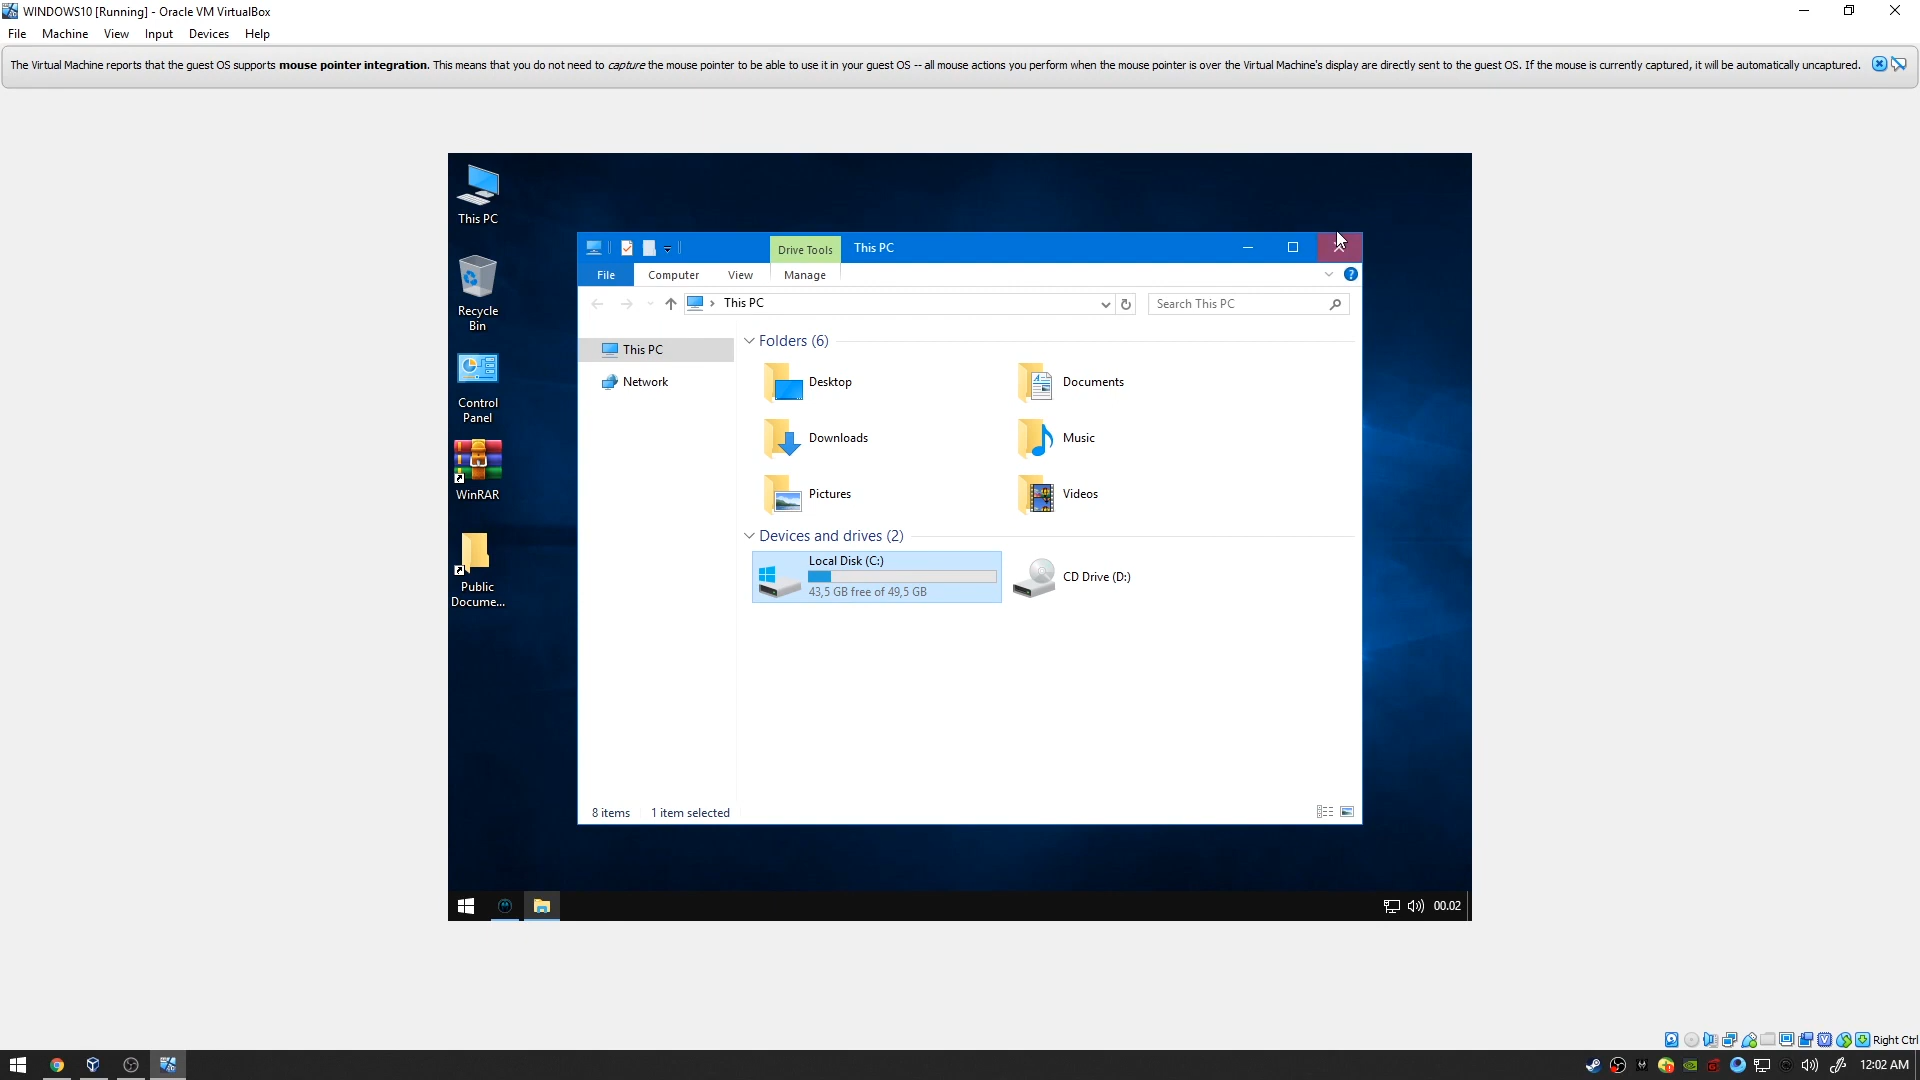 WINDOWS10 [Running] - Oracle VM VirtualBox
File Machine View Input Devices Help
The Virtual Machine reports that the guest OS supports mouse pointer integration. This means that you do not need to capture the mouse pointer to be able to use it in your guest OS -- all mouse actions you perform when the mouse pointer is over the Virtual Machine's display are directly sent to the guest OS. If the mouse is currently captured, it will be automatically uncaptured.
This PC
Recycle
Bin
Control
Panel
WinRAR
Public
Docume...
Drive Tools This PC
File Computer View Manage
This PC
Search This PC
This PC
Network
Folders (6)
Desktop
Documents
Downloads
Music
Pictures
Videos
Devices and drives (2)
Local Disk (C:)
43,5 GB free of 49,5 GB
CD Drive (D:)
8 items 1 item selected
00.02
Right Ctrl
12:02 AM